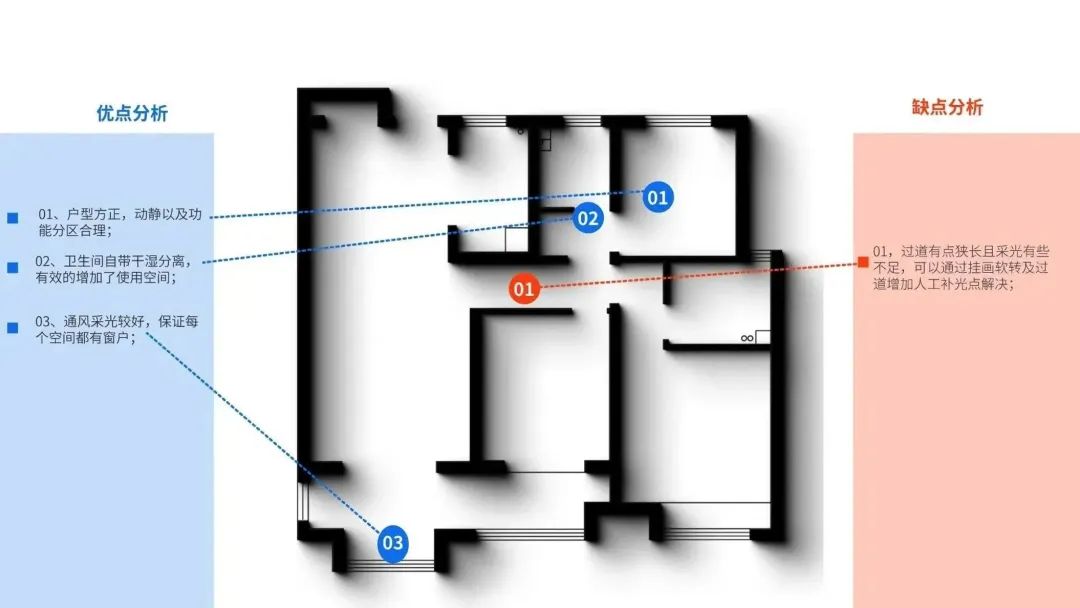 优点分析
01、户型方正，动静以及功
能分区合理；
02、卫生间自带干湿分离，
有效的增加了使用空间；
03、通风采光较好，保证每
个空间都有窗户；
01
02
01
03
缺点分析
01，过道有点狭长且采光有些
不足，可以通过挂画软转及过
道增加人工补光点解决；